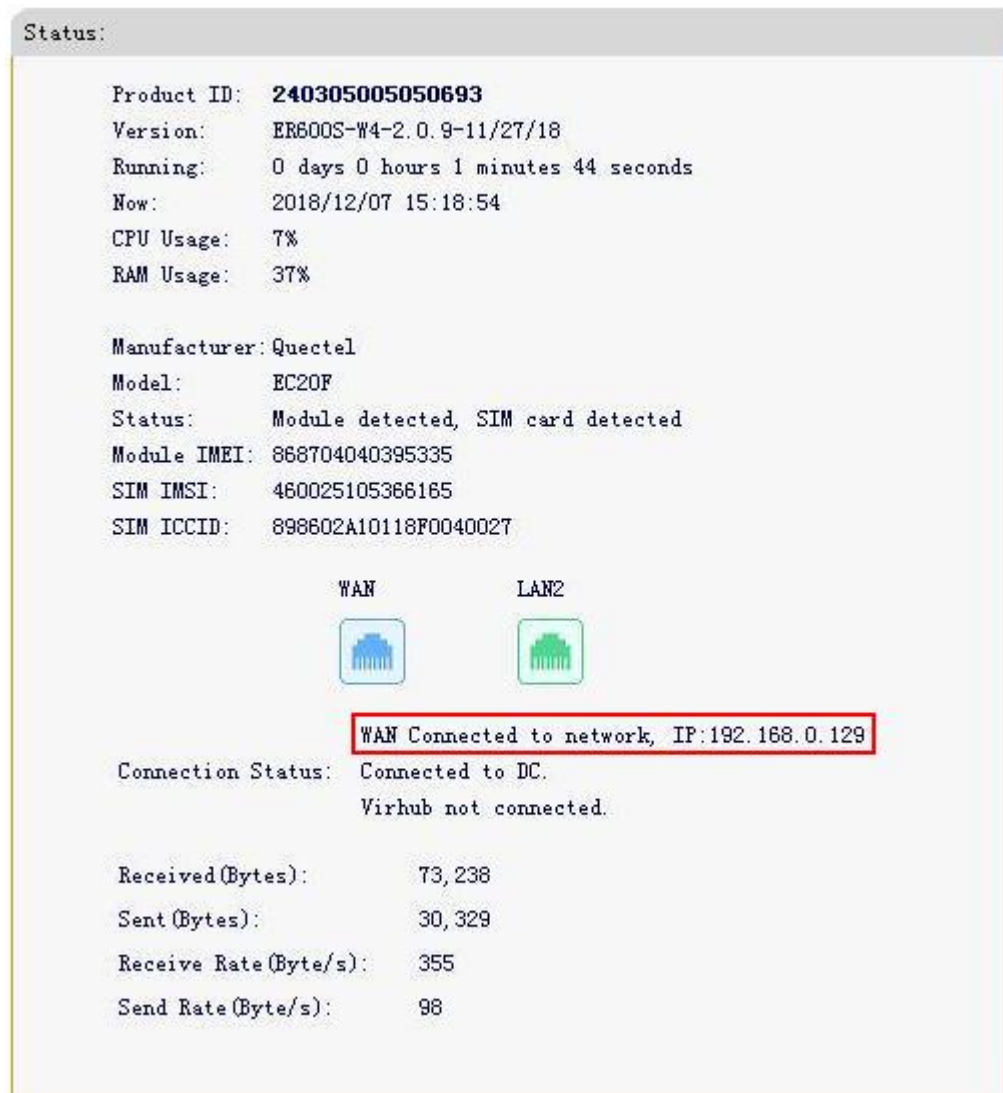 Status:
Product ID: 240305005050693
Version: ER600S-W4-2.0.9-11/27/18
Running: 0 days 0 hours 1 minutes 44 seconds
Now: 2018/12/07 15:18:54
CPU Usage: 7%
RAM Usage: 37%
Manufacturer: Quectel
Model: EC20F
Status: Module detected, SIM card detected
Module IMEI: 868704040395335
SIM IMSI: 460025105366165
SIM ICCID: 898602A10118F0040027
WAN LAN2
WAN Connected to network, IP:192.168.0.129
Connection Status: Connected to DC.
Virhub not connected.
Received(Bytes): 73,238
Sent(Bytes): 30,329
Receive Rate(Byte/s): 355
Send Rate(Byte/s): 98